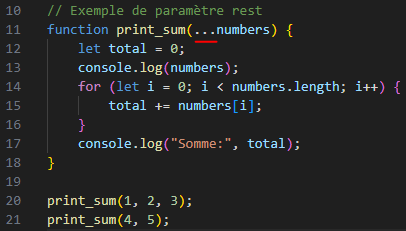 10 // Exemple de paramètre rest
11 function print_sum(...numbers) {
12 let total = 0;
13 console.log(numbers);
14 for (let i = 0; i < numbers.length; i++) {
15 total += numbers[i];
16 }
17 console.log("Somme:", total);
18 }
19
20 print_sum(1, 2, 3);
21 print_sum(4, 5);